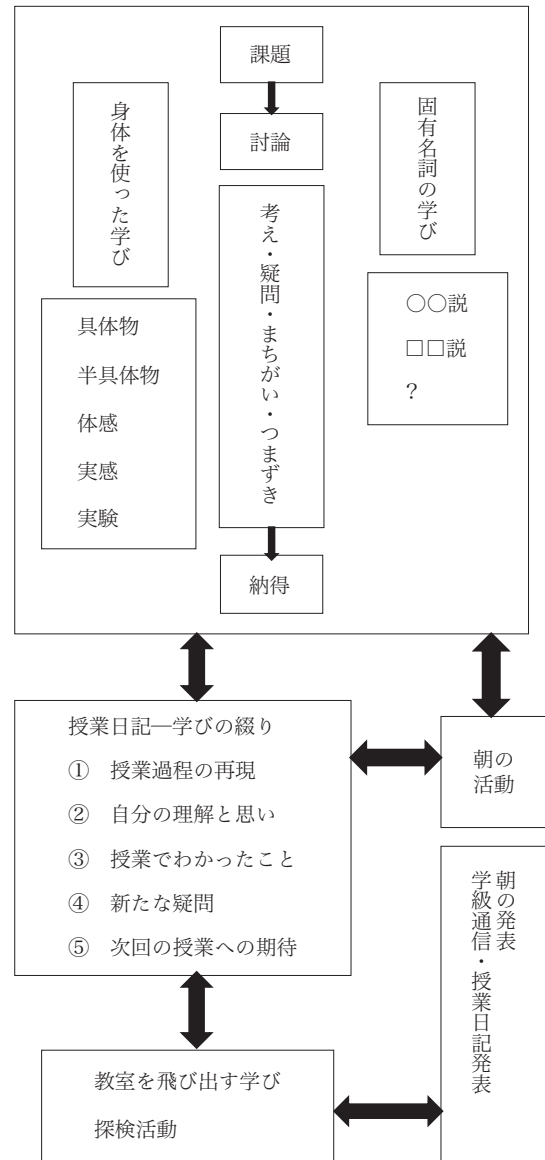 課題
討論
身体を使った学び
固有名詞の学び
考え・疑問・まちがい・つまずき
具体物
半具体物
体感
実感
実験
○○説
□□説
?
納得
授業日記―学びの綴り
① 授業過程の再現
② 自分の理解と思い
③ 授業でわかったこと
④ 新たな疑問
⑤ 次回の授業への期待
朝の
活動
朝の発表
学級通信・授業日記発表
教室を飛び出す学び
探検活動